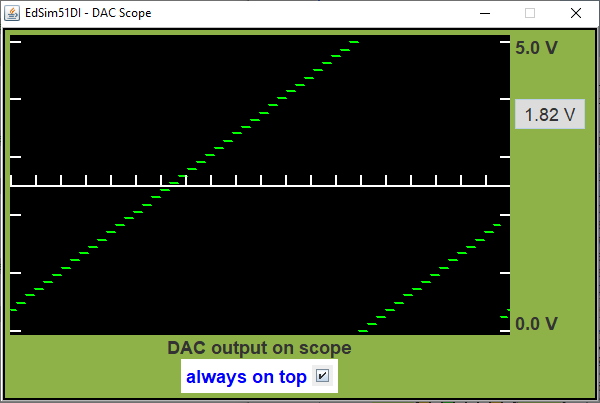 EdSim51DI - DAC Scope
5.0 V
1.82 V
0.0 V
DAC output on scope
always on top